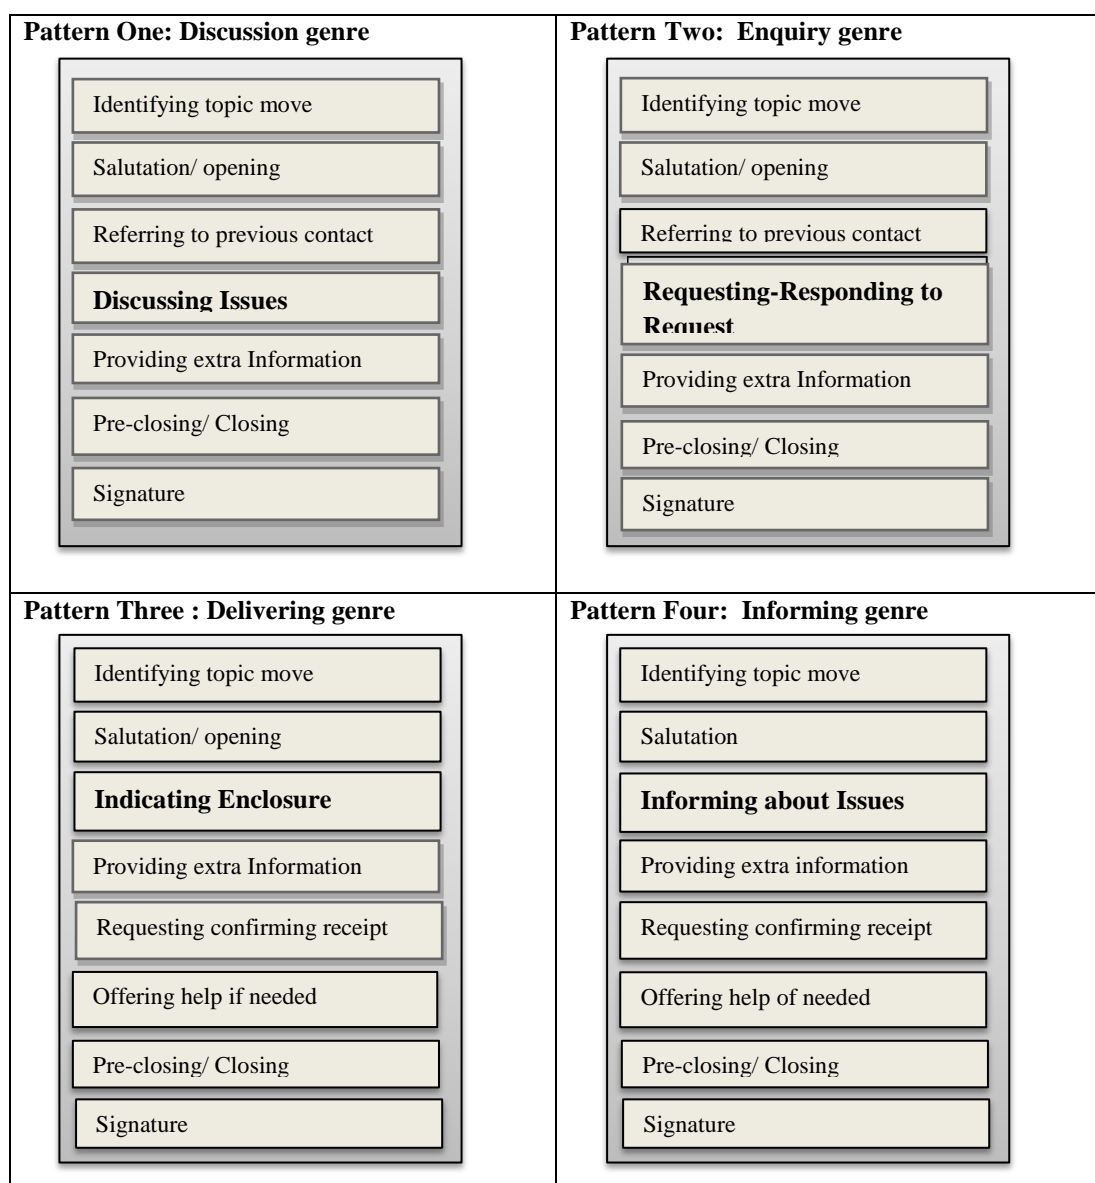 Pattern One: Discussion genre
Identifying topic move
Salutation/ opening
Referring to previous contact
Discussing Issues
Providing extra Information
Pre-closing/ Closing
Signature
Pattern Two: Enquiry genre
Identifying topic move
Salutation/ opening
Referring to previous contact
Requesting-Responding to
Request
Providing extra Information
Pre-closing/ Closing
Signature
Pattern Three : Delivering genre
Identifying topic move
Salutation/ opening
Indicating Enclosure
Providing extra Information
Requesting confirming receipt
Offering help if needed
Pre-closing/ Closing
Signature
Pattern Four: Informing genre
Identifying topic move
Salutation
Informing about Issues
Providing extra information
Requesting confirming receipt
Offering help of needed
Pre-closing/ Closing
Signature